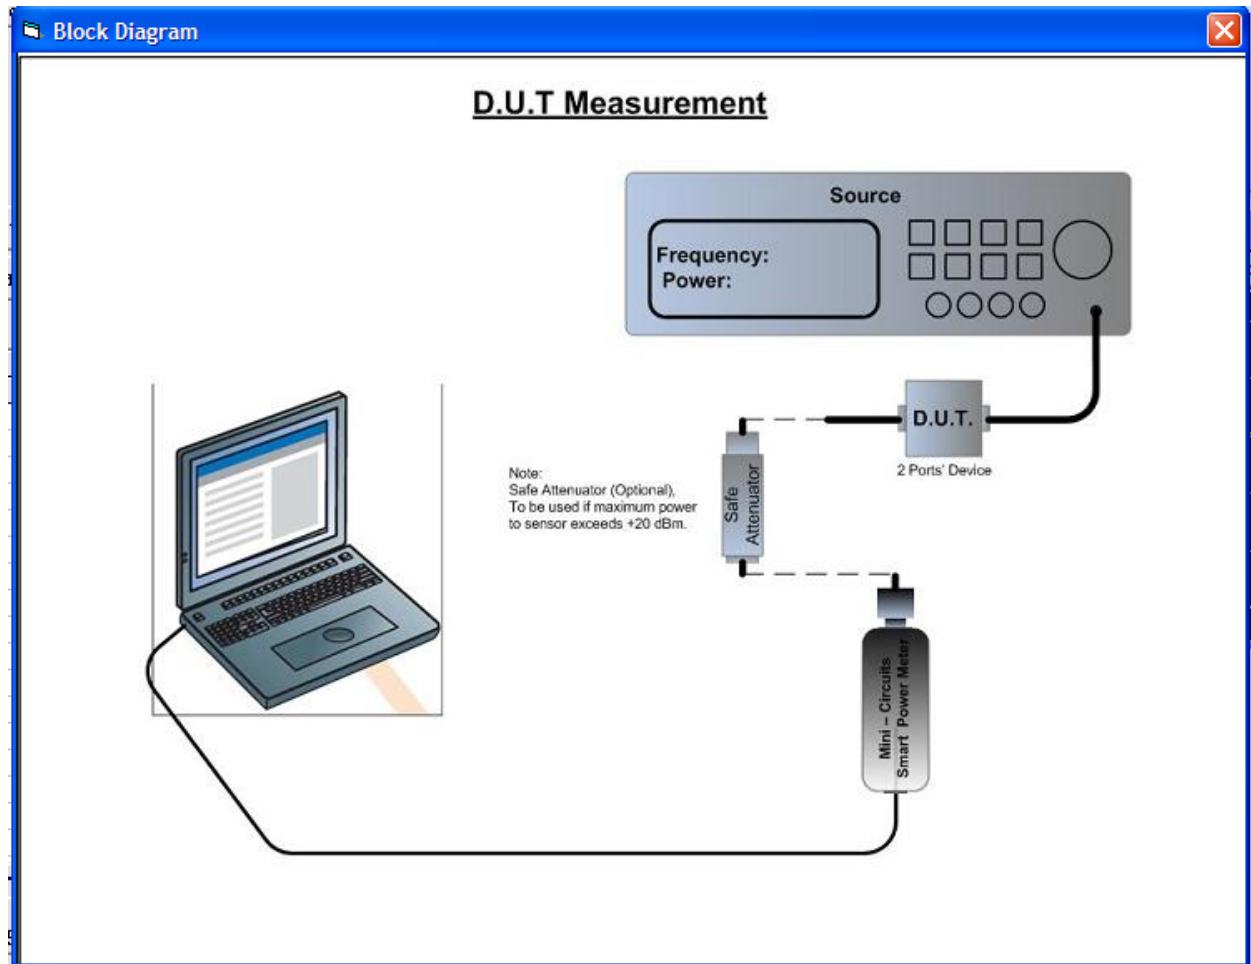 Block Diagram
D.U.T Measurement
Source
Frequency:
Power:
D.U.T.
2 Ports' Device
Note:
Safe Attenuator (Optional),
To be used if maximum power
to sensor exceeds +20 dBm.
Safe
Attenuator
Mini – Circuits
Smart Power Meter